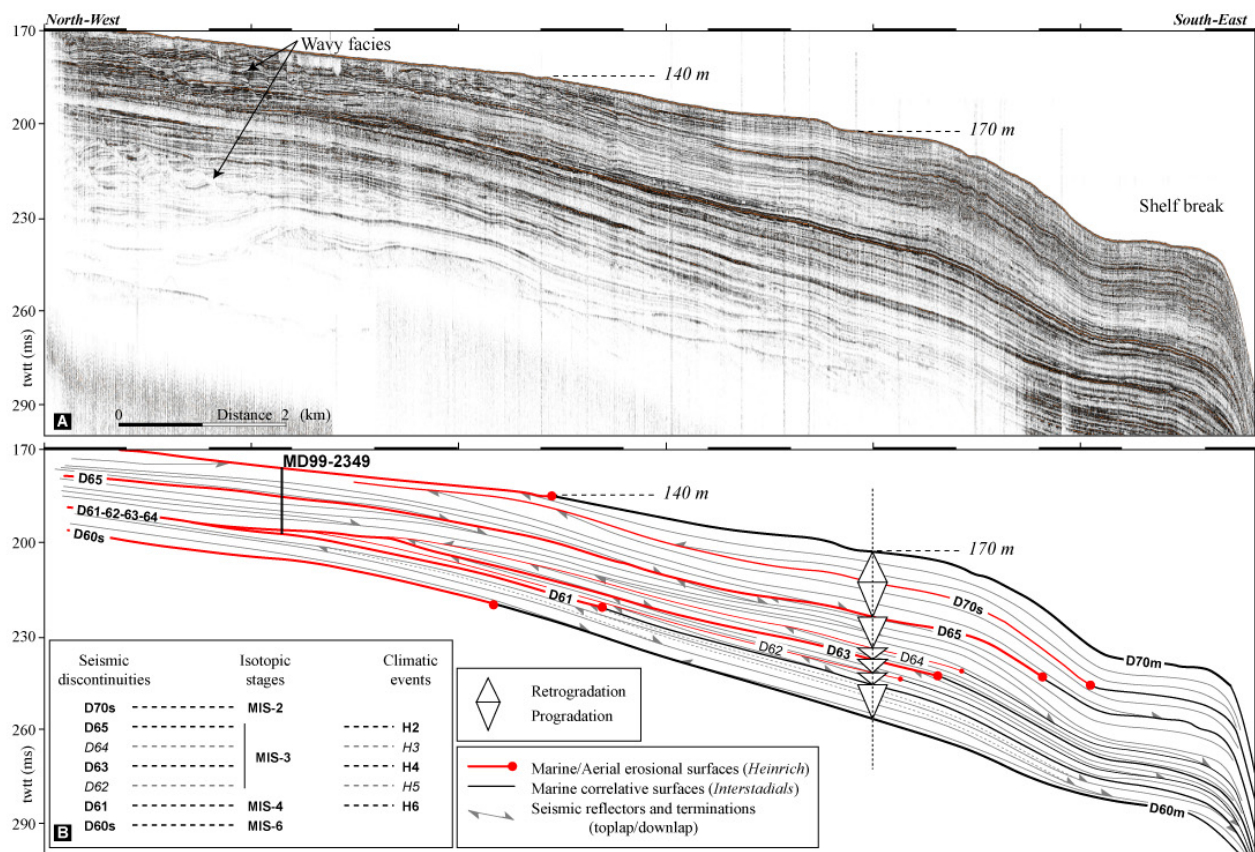 North-West
South-East
170
Wavy facies
140 m
200
170 m
230
Shelf break
260
twtt (ms)
290
A
0 Distance 2 (km)
170
MD99-2349
D65
140 m
D61-62-63-64
200
170 m
D60s
D61
D70s
D65
230
D62
D63
D64
D70m
Seismic discontinuities
Isotopic stages
Climatic events
D70s MIS-2
D65 H2
D64 H3
MIS-3
D63 H4
D62 H5
D61 MIS-4 H6
D60s MIS-6
260
twtt (ms)
290
B
Retrogradation
Progradation
Marine/Aerial erosional surfaces (Heinrich)
Marine correlative surfaces (Interstadials)
Seismic reflectors and terminations
(toplap/downlap)
D60m